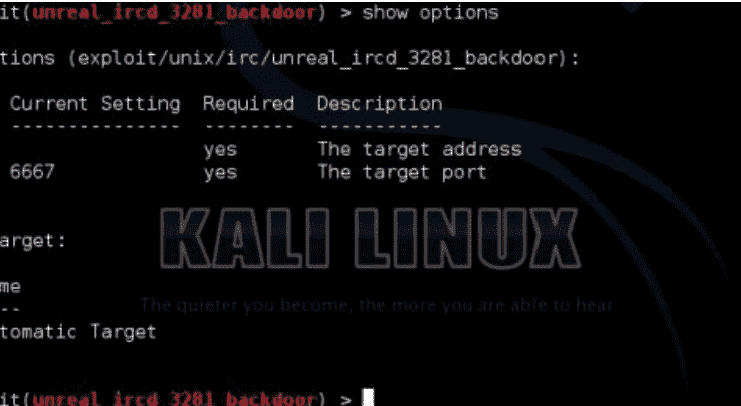 it(unreal_ircd_3281_backdoor) > show options
tions (exploit/unix/irc/unreal_ircd_3281_backdoor):
Current Setting Required Description
--------------- -------- -----------
yes The target address
6667 yes The target port
arget:
KALI LINUX
me
--
The quieter you become, the more you are able to hear
tomatic Target
it(unreal_ircd_3281_backdoor) >